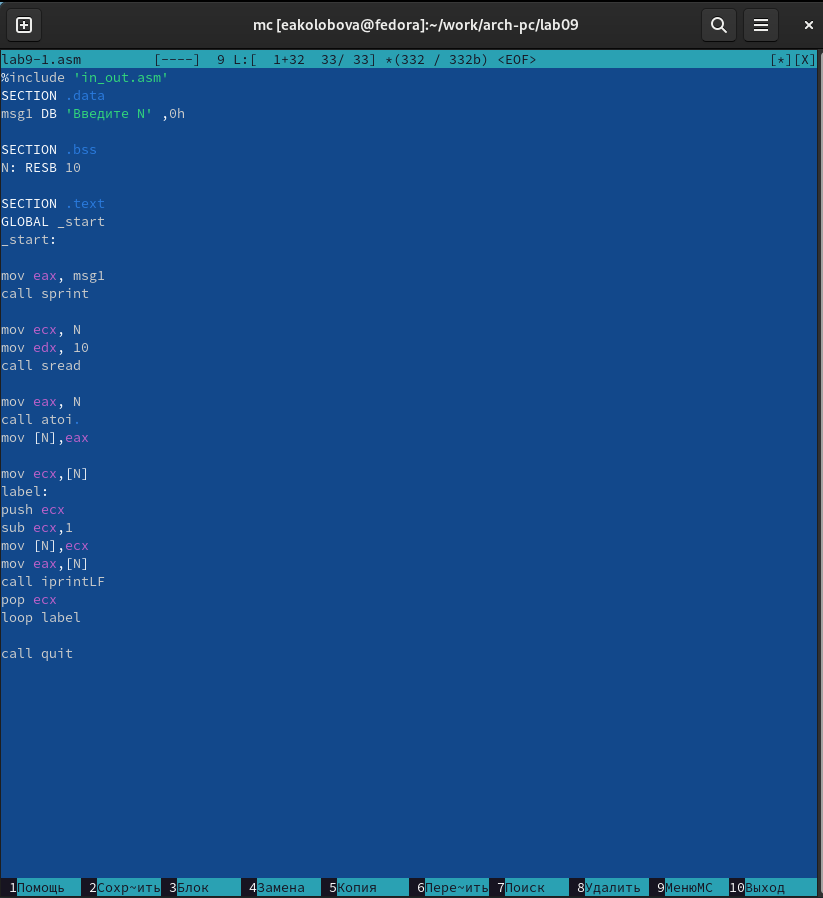 mc [eakolobova@fedora]:~/work/arch-pc/lab09
lab9-1.asm [----] 9 L:[ 1+32 33/ 33] *(332 / 332b) <EOF> [*][X]
%include 'in_out.asm'
SECTION .data
msg1 DB 'Введите N' ,0h
SECTION .bss
N: RESB 10
SECTION .text
GLOBAL _start
_start:
mov eax, msg1
call sprint
mov ecx, N
mov edx, 10
call sread
mov eax, N
call atoi.
mov [N],eax
mov ecx,[N]
label:
push ecx
sub ecx,1
mov [N],ecx
mov eax,[N]
call iprintLF
pop ecx
loop label
call quit
1Помощь 2Сохр~ить 3Блок 4Замена 5Копия 6Пере~ить 7Поиск 8Удалить 9МенюMC 10Выход